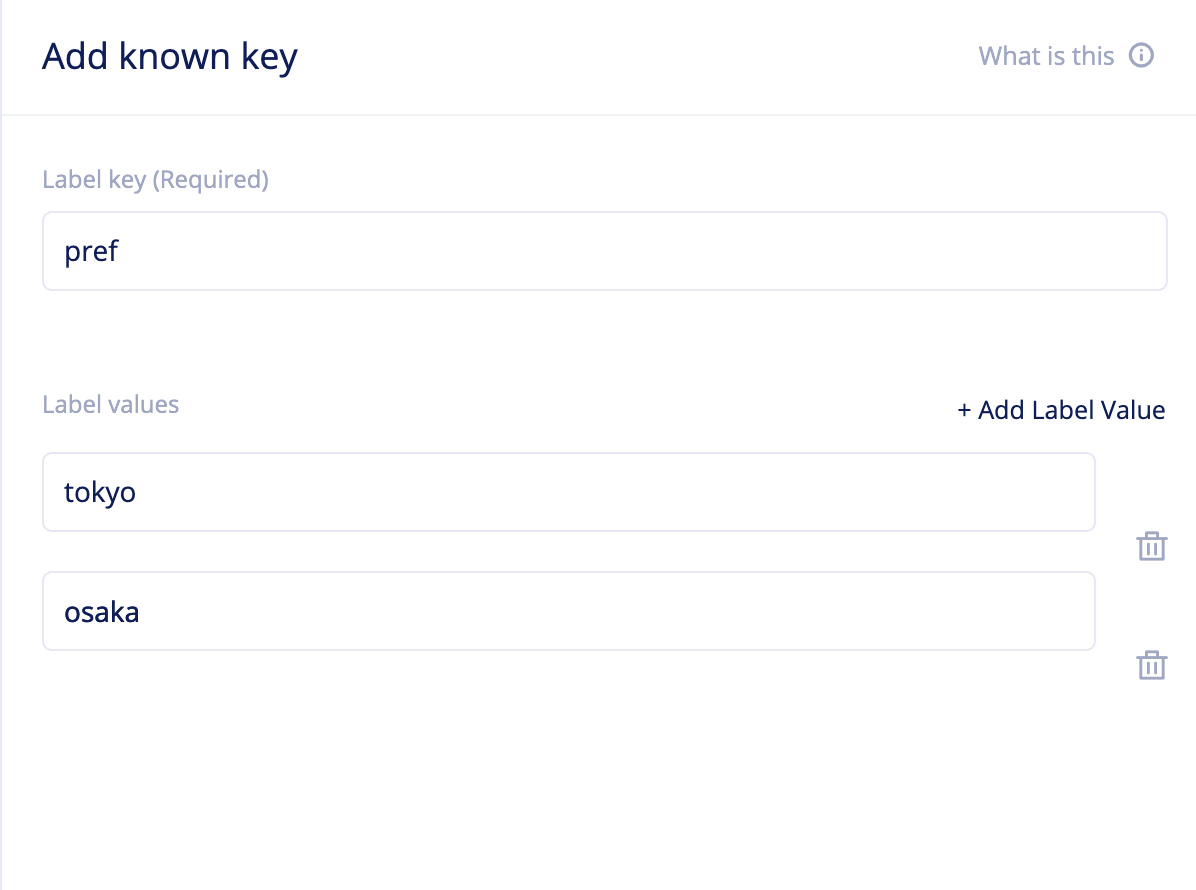 Add known key
What is this
Label key (Required)
pref
Label values
+ Add Label Value
tokyo
osaka